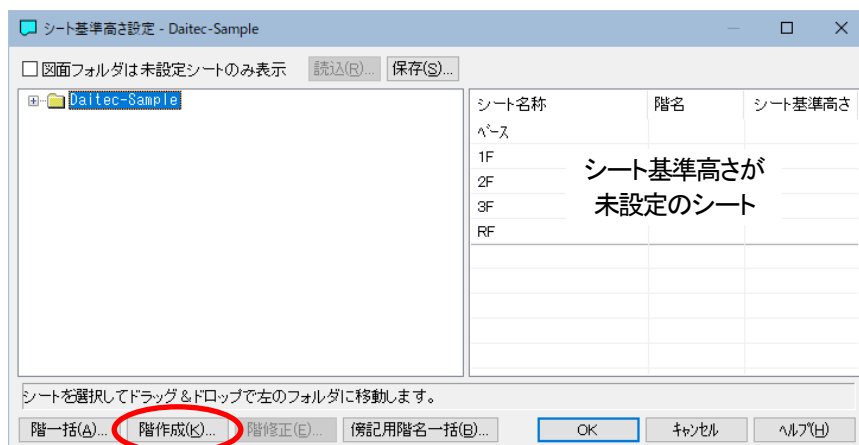 シート基準高さ設定 - Daitec-Sample
図面フォルダは未設定シートのみ表示 読込(R)... 保存(S)...
Daitec-Sample
シート名称 階名 シート基準高さ
ベース
1F
2F
3F
RF
シート基準高さが
未設定のシート
シートを選択してドラッグ&ドロップで左のフォルダに移動します。
階一括(A)... 階作成(K)... 階修正(E)... 傍記用階名一括(B)... OK キャンセル ヘルプ(H)